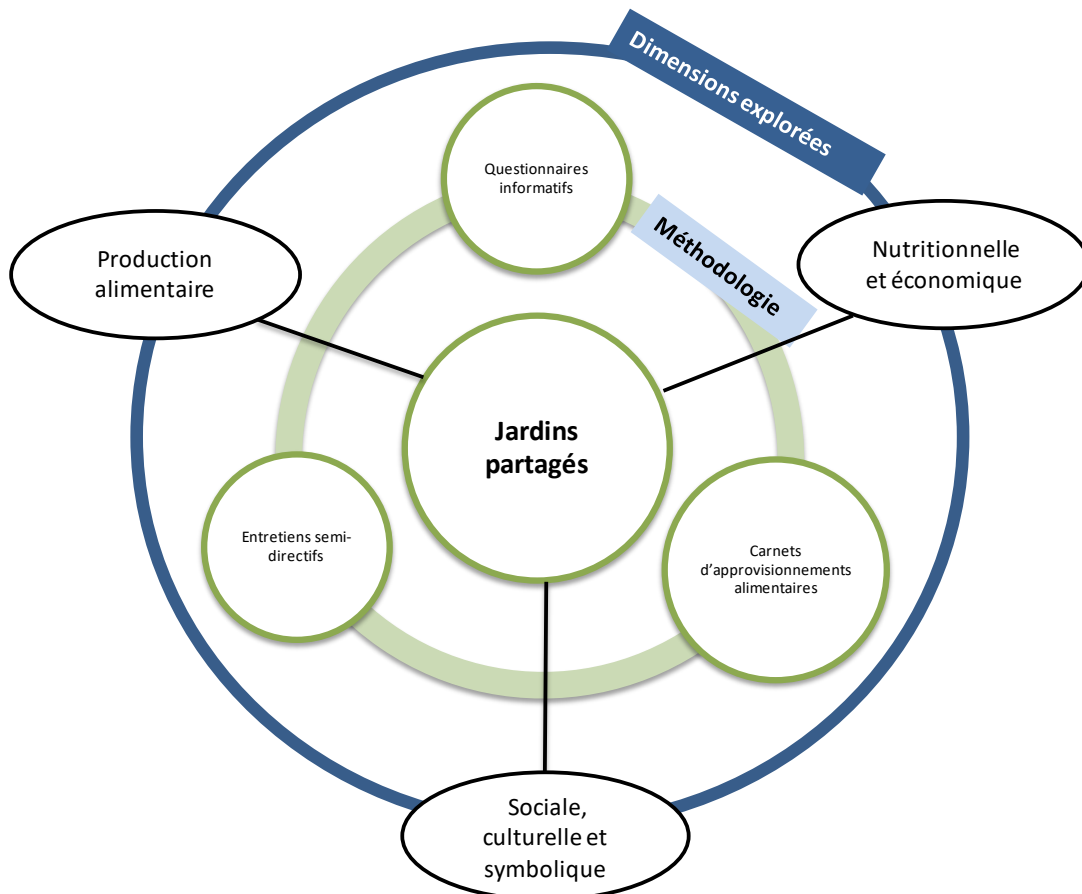 Dimensions explorées
Questionnaires
informatifs
Méthodologie
Production
alimentaire
Nutritionnelle
et économique
Jardins
partagés
Entretiens semi-
directifs
Carnets
d’approvisionnements
alimentaires
Sociale,
culturelle et
symbolique